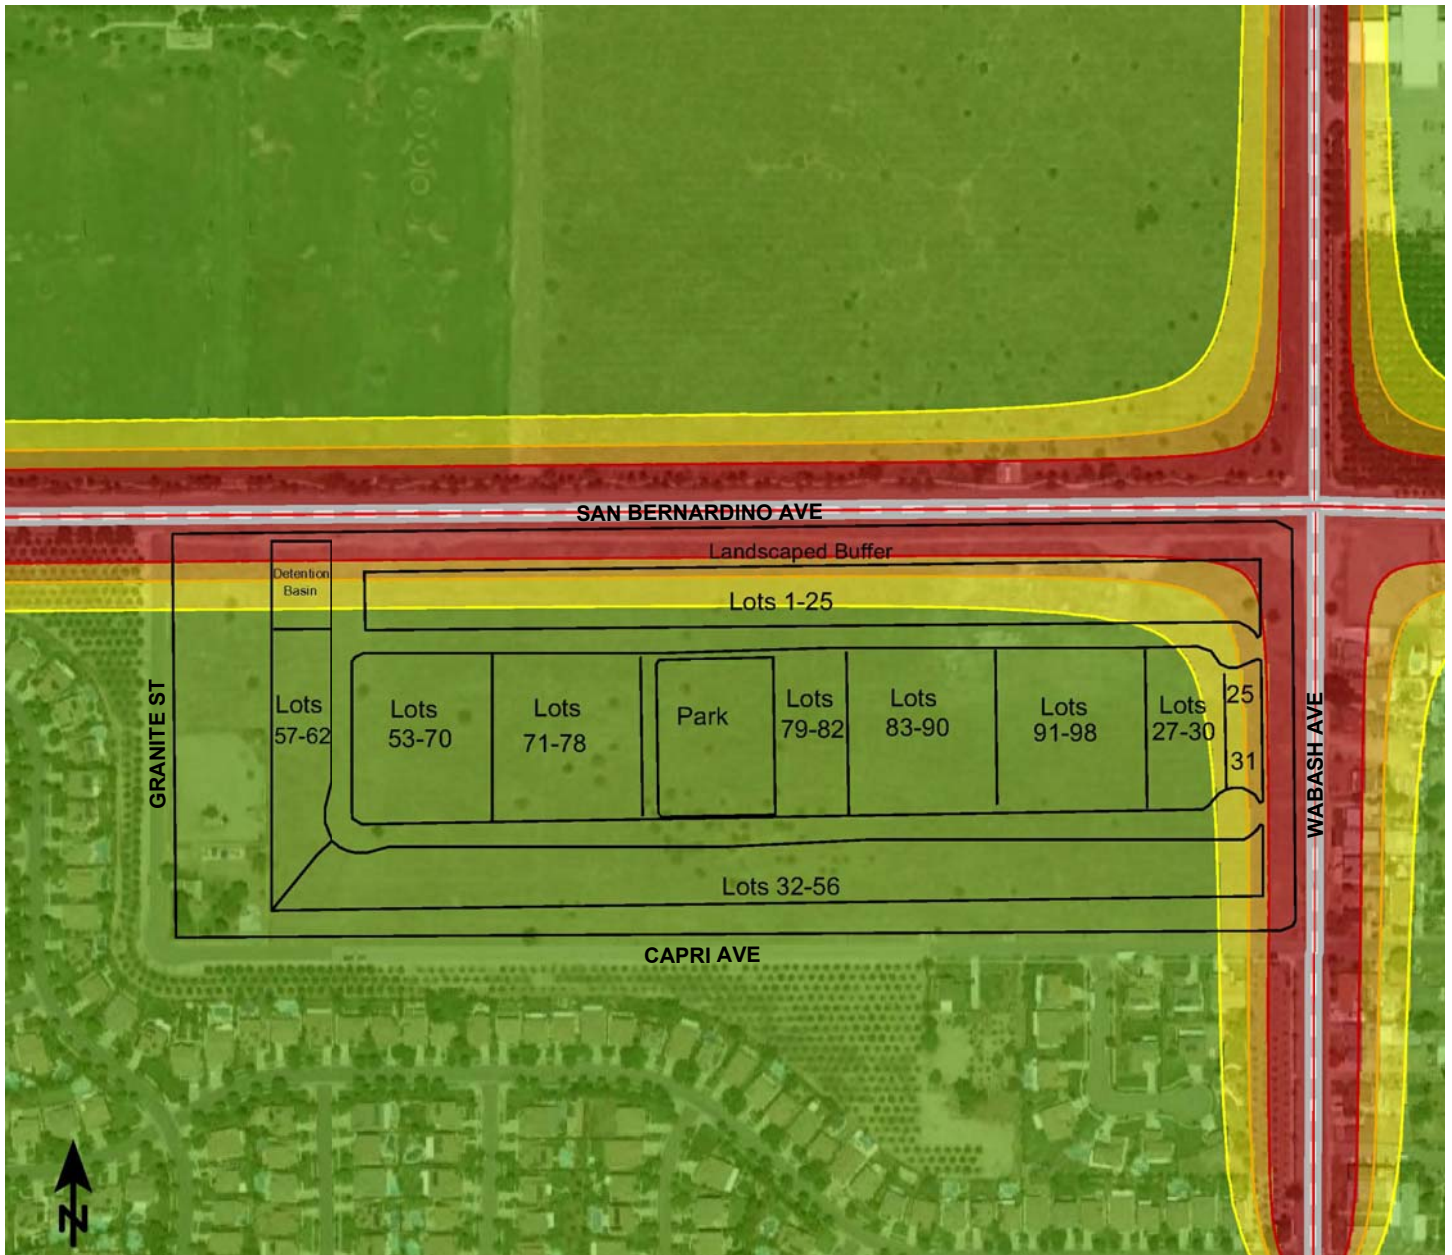 SAN BERNARDINO AVE
Landscaped Buffer
Detention
Basin
Lots 1-25
GRANITE ST
Lots
57-62
Lots
53-70
Lots
71-78
Park
Lots
79-82
Lots
83-90
Lots
91-98
Lots
27-30
25
31
WABASH AVE
Lots 32-56
CAPRI AVE
N